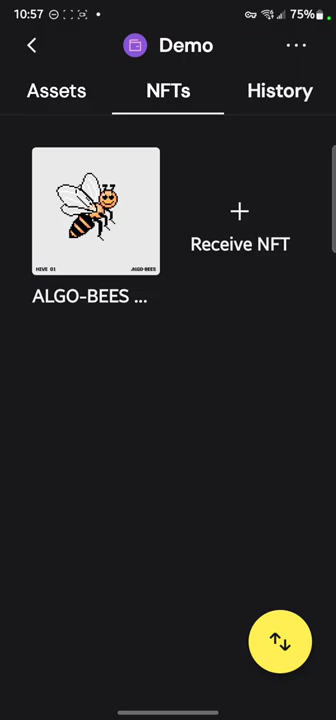 10:57 75%
Demo
Assets NFTs History
HIVE 01 ALGO-BEES
Receive NFT
ALGO-BEES ...